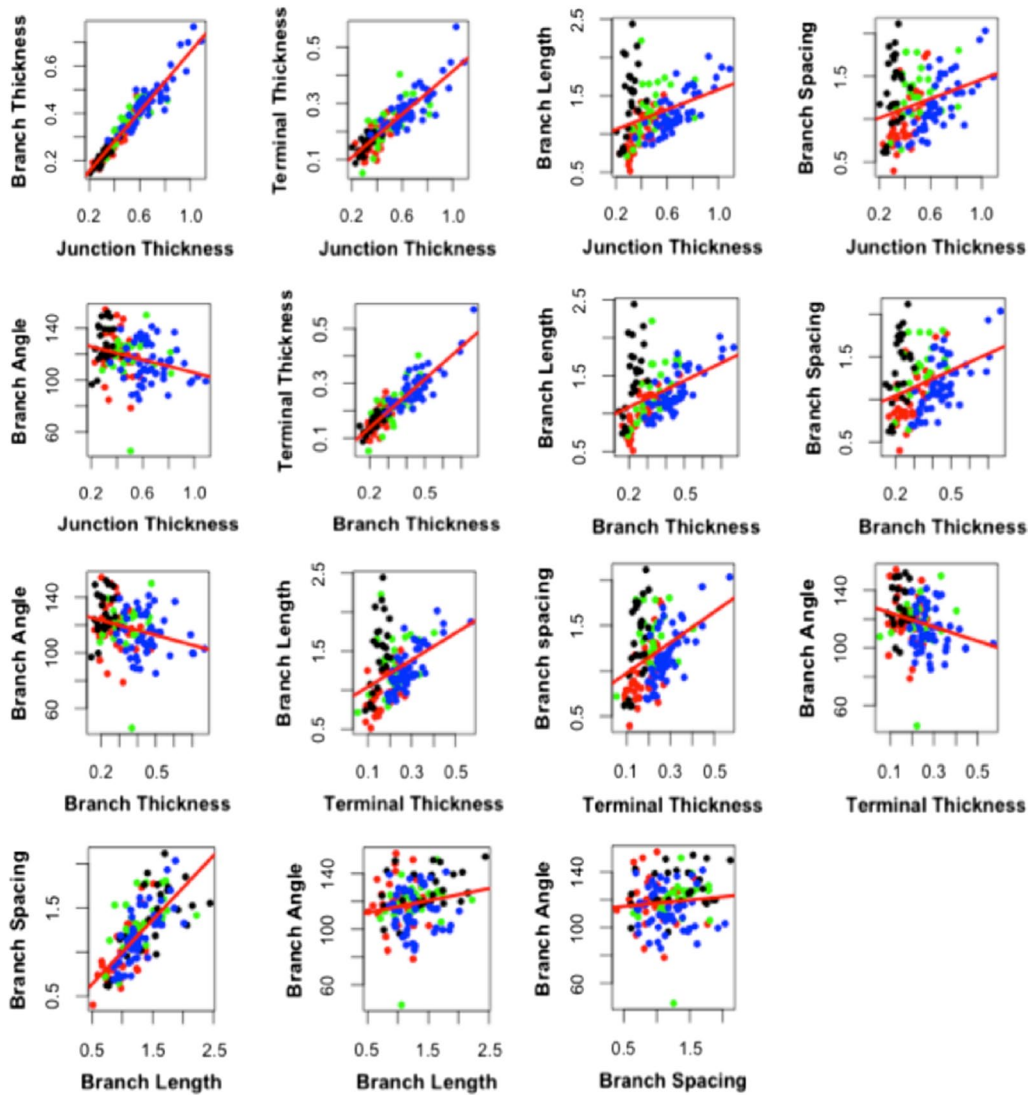 Branch Thickness
0.2 0.4 0.6
0.2 0.6 1.0
Junction Thickness
Terminal Thickness
0.1 0.3 0.5
0.2 0.6 1.0
Junction Thickness
Branch Length
0.5 1.5 2.5
0.2 0.6 1.0
Junction Thickness
Branch Spacing
0.5 1.5
0.2 0.6 1.0
Junction Thickness
Branch Angle
60 100 140
0.2 0.6 1.0
Junction Thickness
Terminal Thickness
0.1 0.3 0.5
0.2 0.5
Branch Thickness
Branch Length
0.5 1.5 2.5
0.2 0.5
Branch Thickness
Branch Spacing
0.5 1.5
0.2 0.5
Branch Thickness
Branch Angle
60 100 140
0.2 0.5
Branch Thickness
Branch Length
0.5 1.5 2.5
0.1 0.3 0.5
Terminal Thickness
Branch spacing
0.5 1.5
0.1 0.3 0.5
Terminal Thickness
Branch Angle
60 100 140
0.1 0.3 0.5
Terminal Thickness
Branch Spacing
0.5 1.5
0.5 1.5 2.5
Branch Length
Branch Angle
60 100 140
0.5 1.5 2.5
Branch Length
Branch Angle
60 100 140
0.5 1.5
Branch Spacing